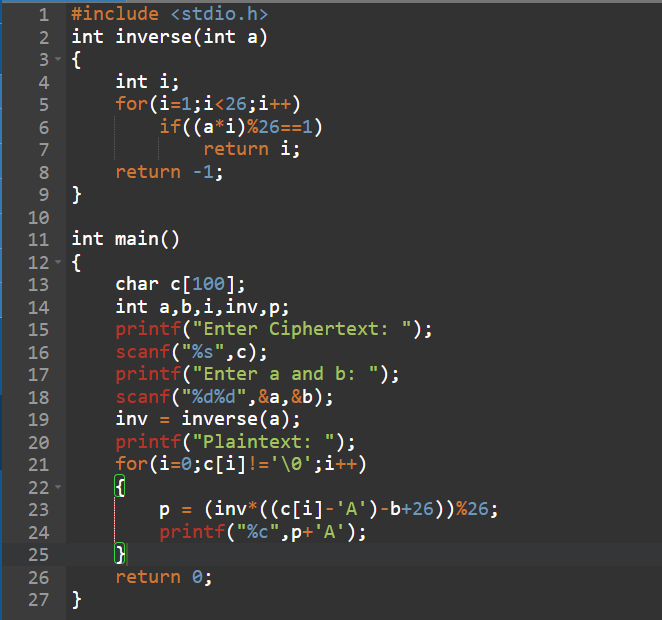 1 #include <stdio.h>
2 int inverse(int a)
3 {
4     int i;
5     for(i=1;i<26;i++)
6         if((a*i)%26==1)
7             return i;
8     return -1;
9 }
10
11 int main()
12 {
13     char c[100];
14     int a,b,i,inv,p;
15     printf("Enter Ciphertext: ");
16     scanf("%s",c);
17     printf("Enter a and b: ");
18     scanf("%d%d",&a,&b);
19     inv = inverse(a);
20     printf("Plaintext: ");
21     for(i=0;c[i]!='\0';i++)
22     {
23         p = (inv*((c[i]-'A')-b+26))%26;
24         printf("%c",p+'A');
25     }
26     return 0;
27 }